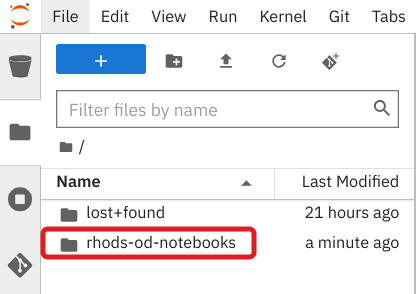 File Edit View Run Kernel Git Tabs
+
Filter files by name
/
Name Last Modified
lost+found 21 hours ago
rhods-od-notebooks a minute ago